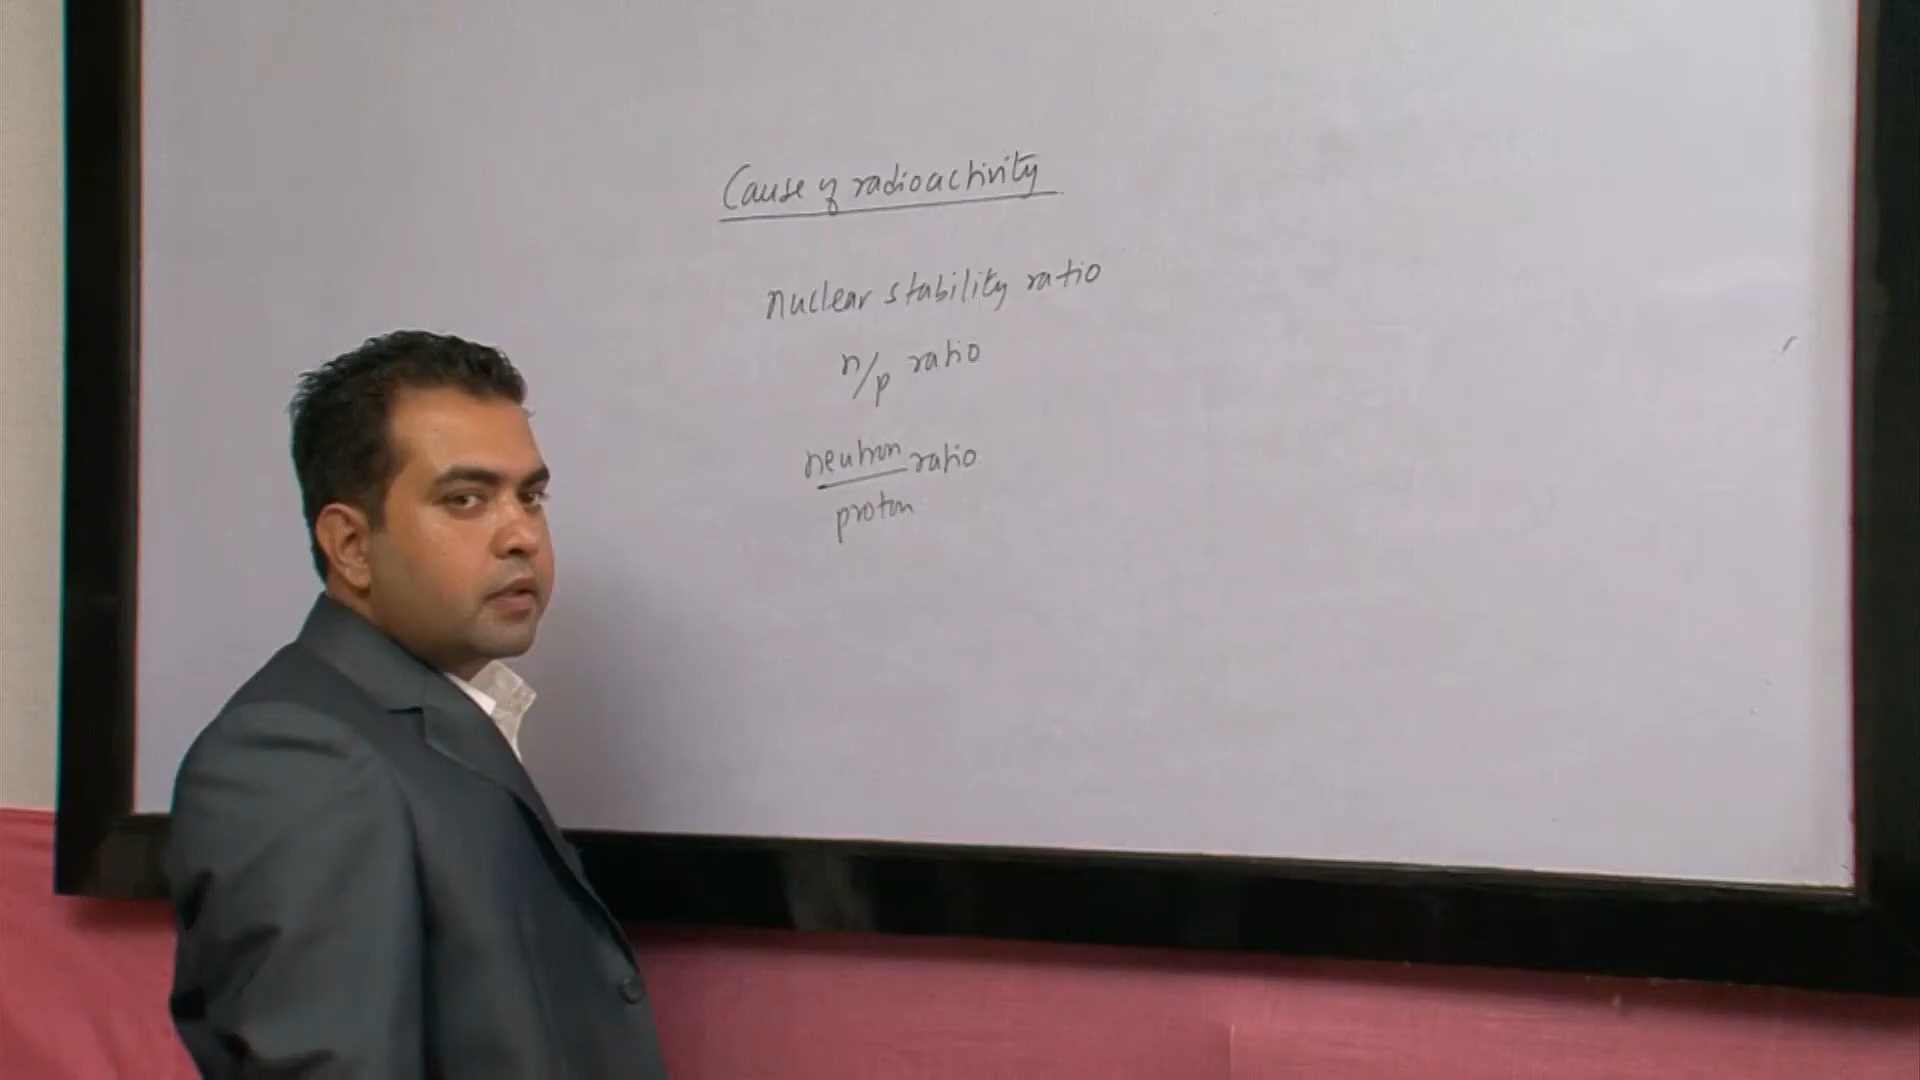 Cause of radioactivity
nuclear stability ratio
n/p ratio
neutron ratio
proton